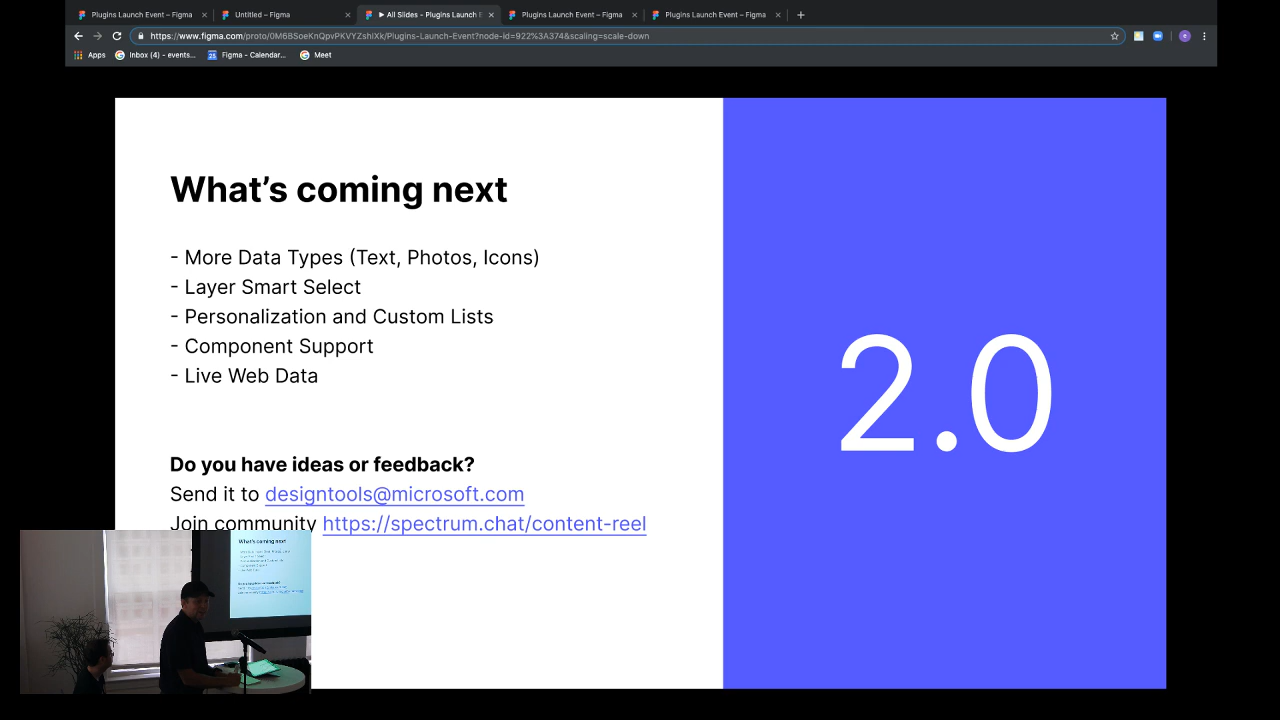 Plugins Launch Event – Figma
Untitled – Figma
▶ All Slides - Plugins Launch E
Plugins Launch Event – Figma
Plugins Launch Event – Figma
https://www.figma.com/proto/0M6BSoeKnQpvPKVYZshIXk/Plugins-Launch-Event?node-id=922%3A374&scaling=scale-down
Apps
Inbox (4) - events...
Figma - Calendar...
Meet
What's coming next
- More Data Types (Text, Photos, Icons)
- Layer Smart Select
- Personalization and Custom Lists
- Component Support
- Live Web Data
Do you have ideas or feedback?
Send it to designtools@microsoft.com
Join community https://spectrum.chat/content-reel
2.0
What's coming next